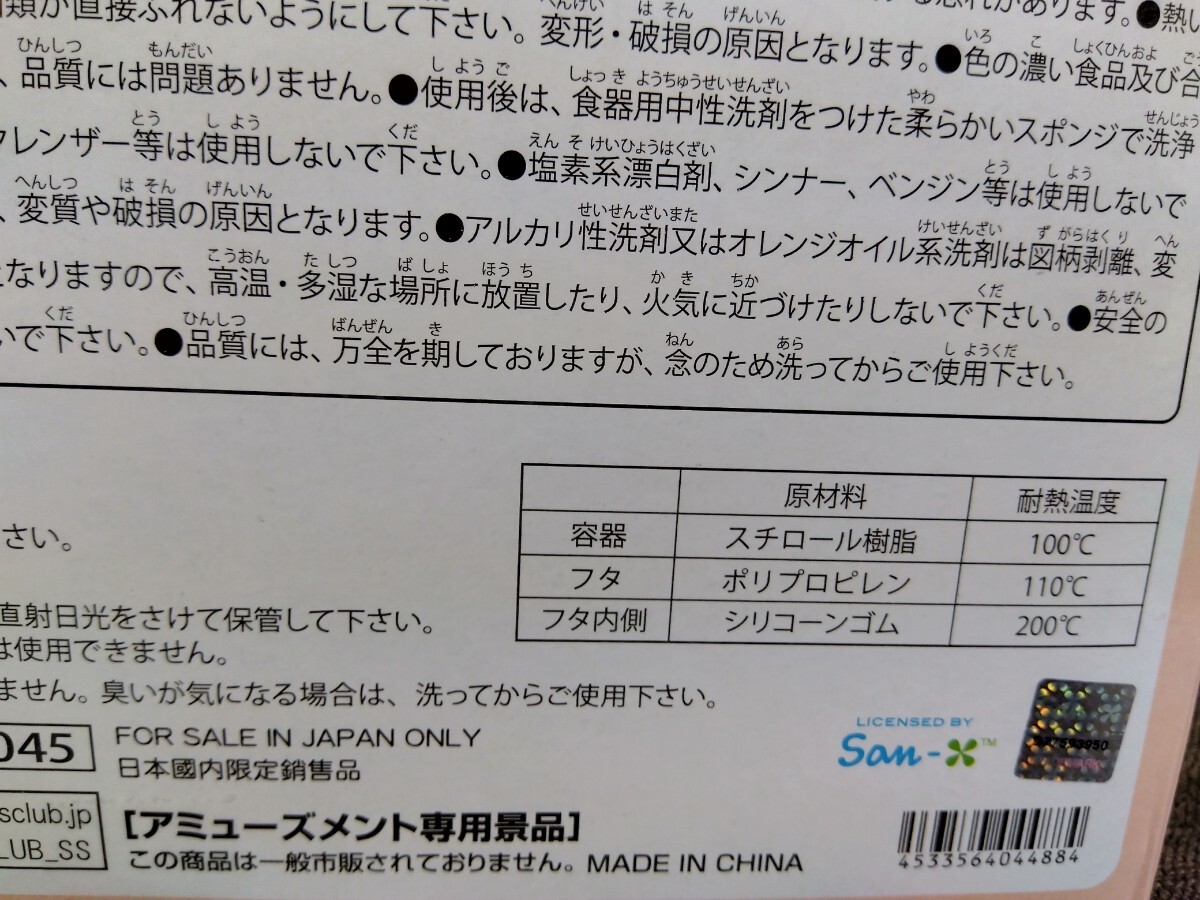 類が直接ふれないようにして下さい。変形・破損の原因となります。●色の濃い食品及び合
、品質には問題ありません。●使用後は、食器用中性洗剤をつけた柔らかいスポンジで洗浄
クレンザー等は使用しないで下さい。●塩素系漂白剤、シンナー、ベンジン等は使用しないで
、変質や破損の原因となります。●アルカリ性洗剤又はオレンジオイル系洗剤は図柄剥離、変
となりますので、高温・多湿な場所に放置したり、火気に近づけたりしないで下さい。●安全の
いで下さい。●品質には、万全を期しておりますが、念のため洗ってからご使用下さい。
原材料 耐熱温度
容器 スチロール樹脂 100℃
フタ ポリプロピレン 110℃
フタ内側 シリコーンゴム 200℃
さい。
直射日光をさけて保管して下さい。
は使用できません。
ません。臭いが気になる場合は、洗ってからご使用下さい。
045
FOR SALE IN JAPAN ONLY
日本國内限定銷售品
sclub.jp
LUB_SS
[アミューズメント専用景品]
この商品は一般市販されておりません。MADE IN CHINA
LICENSED BY
San-X™
4533564044884